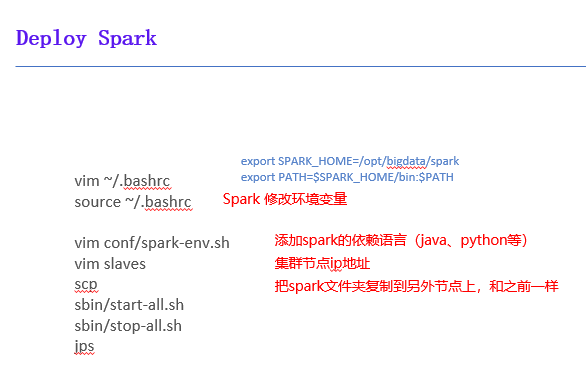 Deploy Spark
export SPARK_HOME=/opt/bigdata/spark
export PATH=$SPARK_HOME/bin:$PATH
vim ~/.bashrc
source ~/.bashrc
Spark 修改环境变量
vim conf/spark-env.sh
添加spark的依赖语言（java、python等）
vim slaves
集群节点ip地址
scp
把spark文件夹复制到另外节点上，和之前一样
sbin/start-all.sh
sbin/stop-all.sh
jps